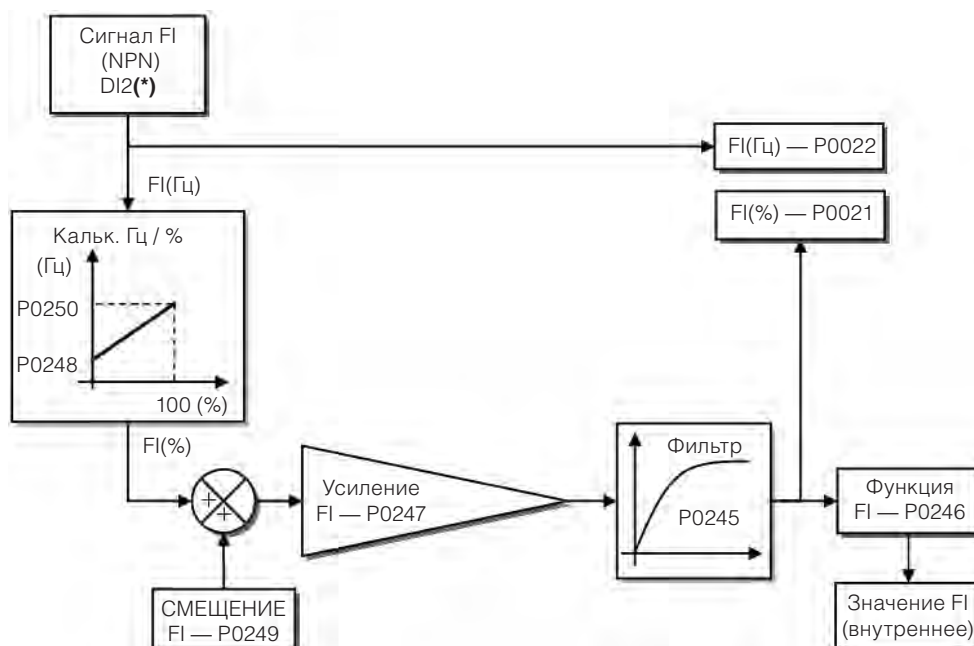 Сигнал FI
(NPN)
DI2(*)
FI(Гц) — P0022
FI(Гц)
FI(%) — P0021
Кальк. Гц / %
(Гц)
P0250
P0248
100 (%)
FI(%)
Усиление
FI — P0247
Фильтр
P0245
Функция
FI — P0246
СМЕЩЕНИЕ
FI — P0249
Значение FI
(внутреннее)